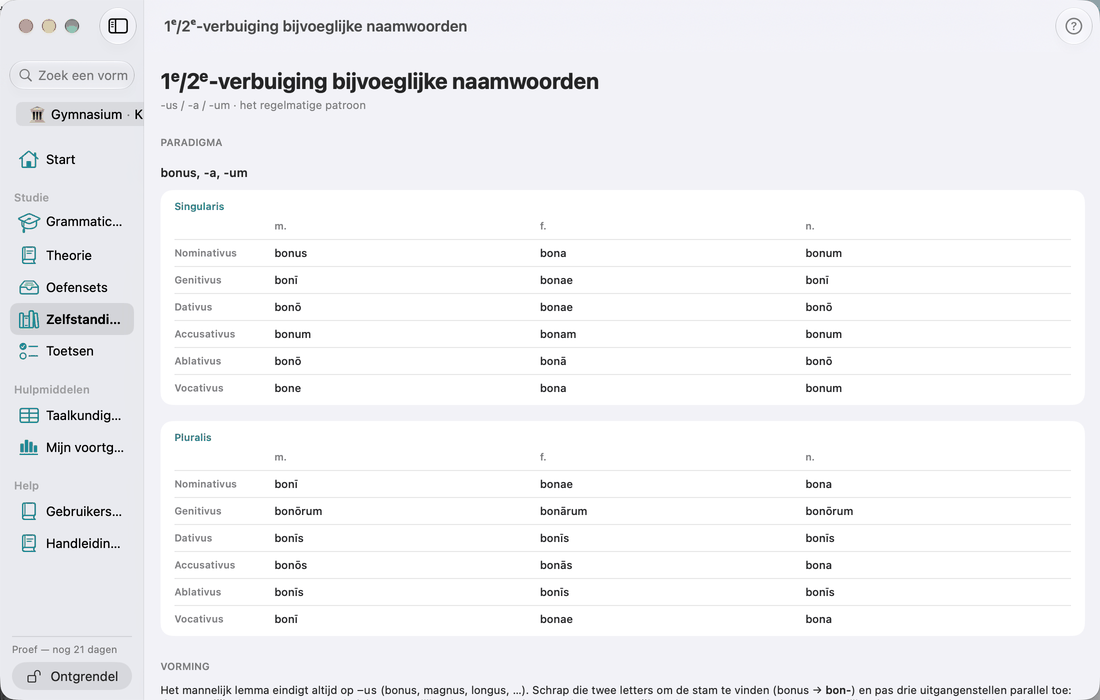 1ᵉ/2ᵉ-verbuiging bijvoeglijke naamwoorden
Zoek een vorm
Gymnasium · K
Start
Studie
Grammatic...
Theorie
Oefensets
Zelfstandi...
Toetsen
Hulpmiddelen
Taalkundig...
Mijn voortg...
Help
Gebruikers...
Handleidin...
Proef — nog 21 dagen
Ontgrendel
1ᵉ/2ᵉ-verbuiging bijvoeglijke naamwoorden
-us / -a / -um · het regelmatige patroon
PARADIGMA
bonus, -a, -um
Singularis
m. f. n.
Nominativus bonus bona bonum
Genitivus bonī bonae bonī
Dativus bonō bonae bonō
Accusativus bonum bonam bonum
Ablativus bonō bonā bonō
Vocativus bone bona bonum
Pluralis
m. f. n.
Nominativus bonī bonae bona
Genitivus bonōrum bonārum bonōrum
Dativus bonīs bonīs bonīs
Accusativus bonōs bonās bona
Ablativus bonīs bonīs bonīs
Vocativus bonī bonae bona
VORMING
Het mannelijk lemma eindigt altijd op –us (bonus, magnus, longus, …). Schrap die twee letters om de stam te vinden (bonus → bon-) en pas drie uitgangenstellen parallel toe: